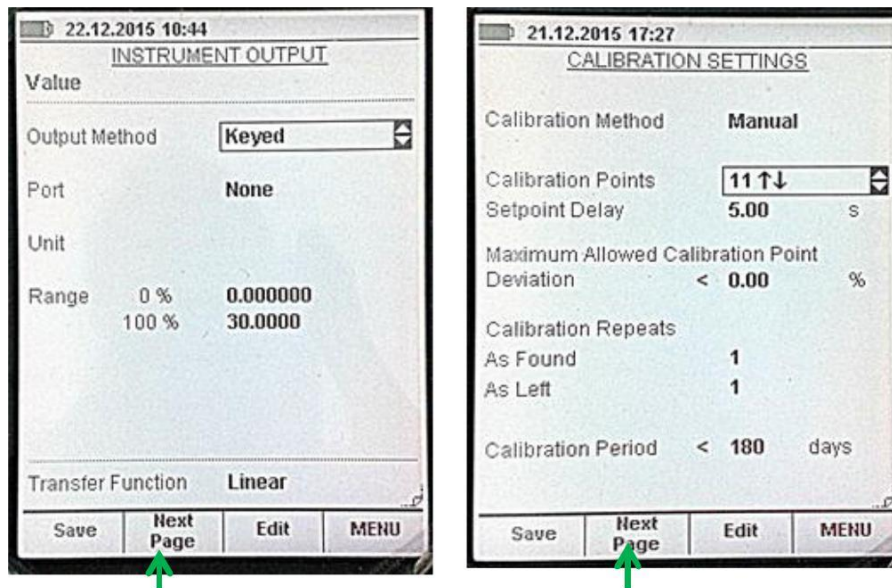 22.12.2015 10:44
INSTRUMENT OUTPUT
Value
Output Method Keyed
Port None
Unit
Range 0 % 0.000000
100 % 30.0000
Transfer Function Linear
Save Next Page Edit MENU
21.12.2015 17:27
CALIBRATION SETTINGS
Calibration Method Manual
Calibration Points 11 ↑↓
Setpoint Delay 5.00 s
Maximum Allowed Calibration Point
Deviation < 0.00 %
Calibration Repeats
As Found 1
As Left 1
Calibration Period < 180 days
Save Next Page Edit MENU